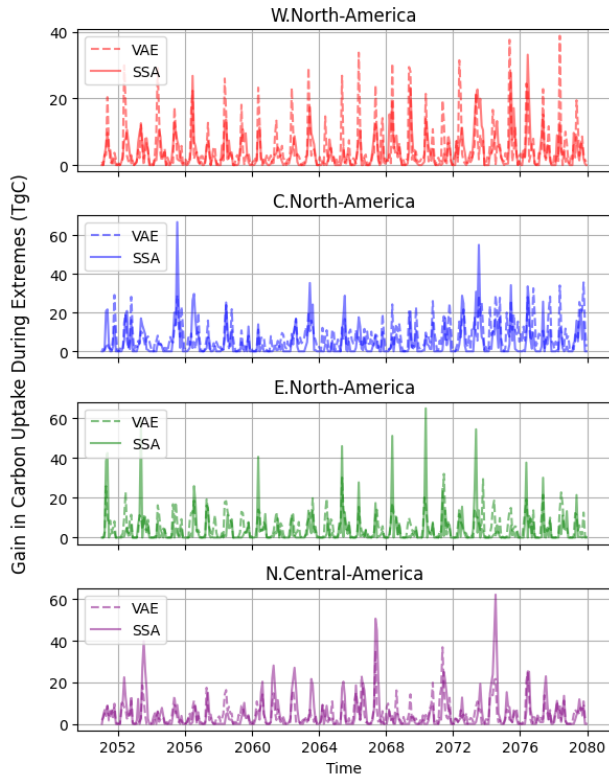 W.North-America
40
20
0
VAE
SSA
C.North-America
60
40
20
0
VAE
SSA
E.North-America
60
40
20
0
VAE
SSA
N.Central-America
60
40
20
0
VAE
SSA
2052 2056 2060 2064 2068 2072 2076 2080
Time
Gain in Carbon Uptake During Extremes (TgC)